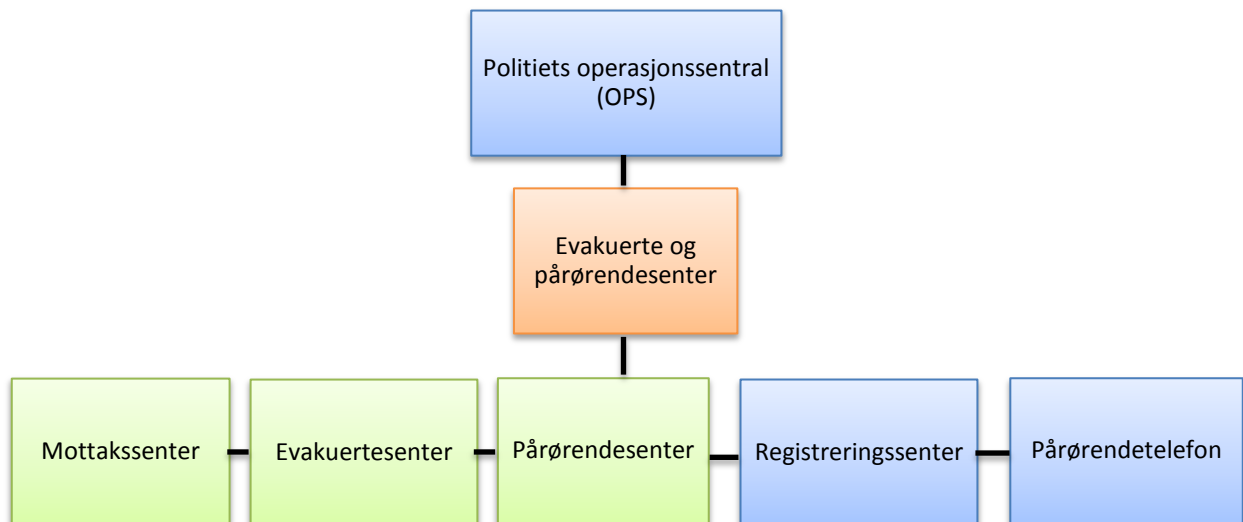 Politiets operasjonssentral
(OPS)
Evakuerte og
pårørendesenter
Mottakssenter
Evakuertesenter
Pårørendesenter
Registreringssenter
Pårørendetelefon